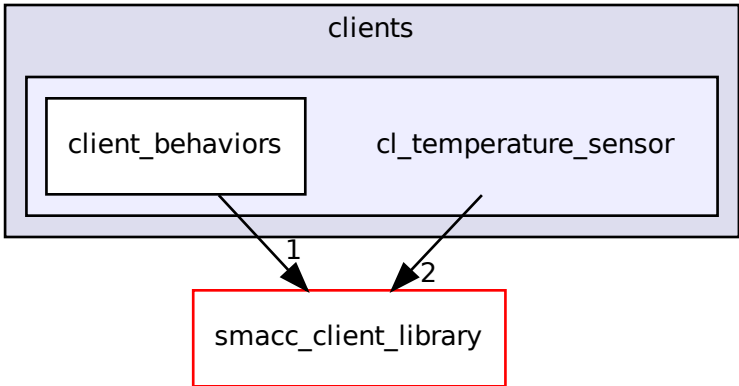 clients
client_behaviors
cl_temperature_sensor
1
2
smacc_client_library